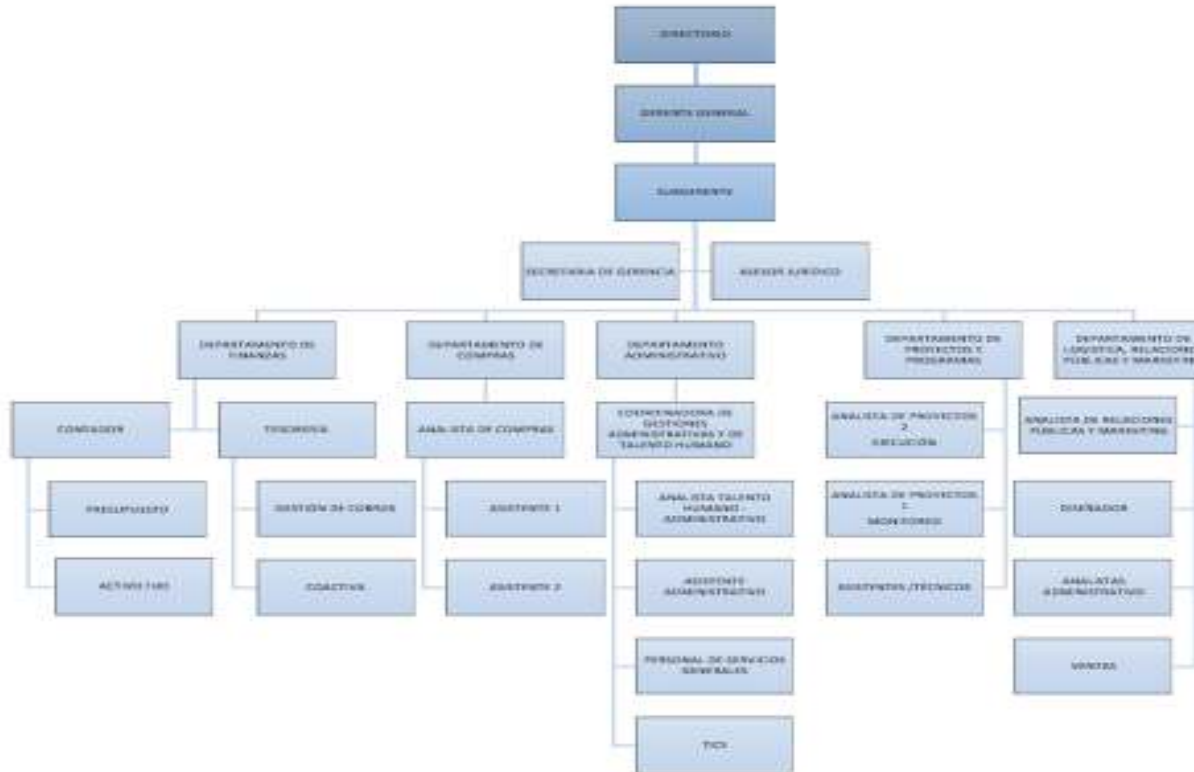 DIRECTORIO
GERENTE GENERAL
SUBGERENTE
SECRETARIA DE GERENCIA
ASESOR JURÍDICO
DEPARTAMENTO DE
FINANZAS
DEPARTAMENTO DE
COMPRAS
DEPARTAMENTO
ADMINISTRATIVO
DEPARTAMENTO DE
PROYECTOS Y
PROGRAMAS
DEPARTAMENTO DE
LOGISTICA, RELACIONES
PÚBLICAS Y MARKETING
CONTADOR
TESORERÍA
ANALISTA DE COMPRAS
COORDINADORA DE
GESTIONES
ADMINISTRATIVAS Y DE
TALENTO HUMANO
ANALISTA DE PROYECTOS
2
EJECUCIÓN
ANALISTA DE RELACIONES
PÚBLICAS Y MARKETING
PRESUPUESTO
GESTIÓN DE COBROS
ASISTENTE 1
ANALISTA TALENTO
HUMANO -
ADMINISTRATIVO
ANALISTA DE PROYECTOS
1
MONITOREO
DISEÑADOR
ACTIVO FIJO
COACTIVA
ASISTENTE 2
ASISTENTE
ADMINISTRATIVO
ASISTENTES /TÉCNICOS
ANALISTAS
ADMINISTRATIVO
PERSONAL DE SERVICIOS
GENERALES
VENTAS
TICS